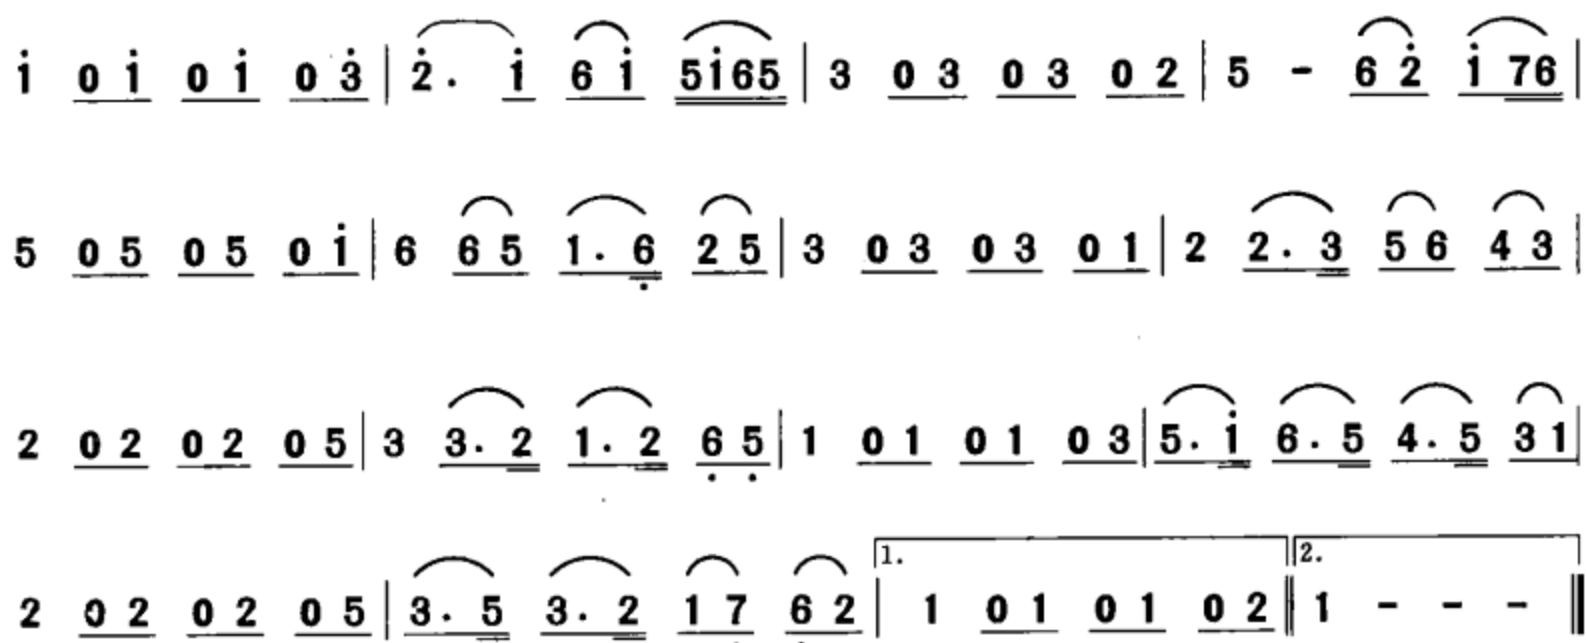 i̇ 0 i̇ 0 i̇ 0 3̇ | 2̇ . i̇ 6 i̇ 5i̇65 | 3 0 3 0 3 0 2 | 5 - 6 2̇ i̇ 76 |
5 0 5 0 5 0 i̇ | 6 6 5 1 . 6̣ 2 5 | 3 0 3 0 3 0 1 | 2 2 . 3 5 6 4 3 |
2 0 2 0 2 0 5 | 3 3 . 2 1 . 2 6̣ 5̣ | 1 0 1 0 1 0 3 | 5 . i̇ 6 . 5 4 . 5 3 1 |
1. 2.
2 0 2 0 2 0 5 | 3 . 5 3 . 2 1 7̣ 6̣ 2 | 1 0 1 0 1 0 2 ‖ 1 - - - ‖